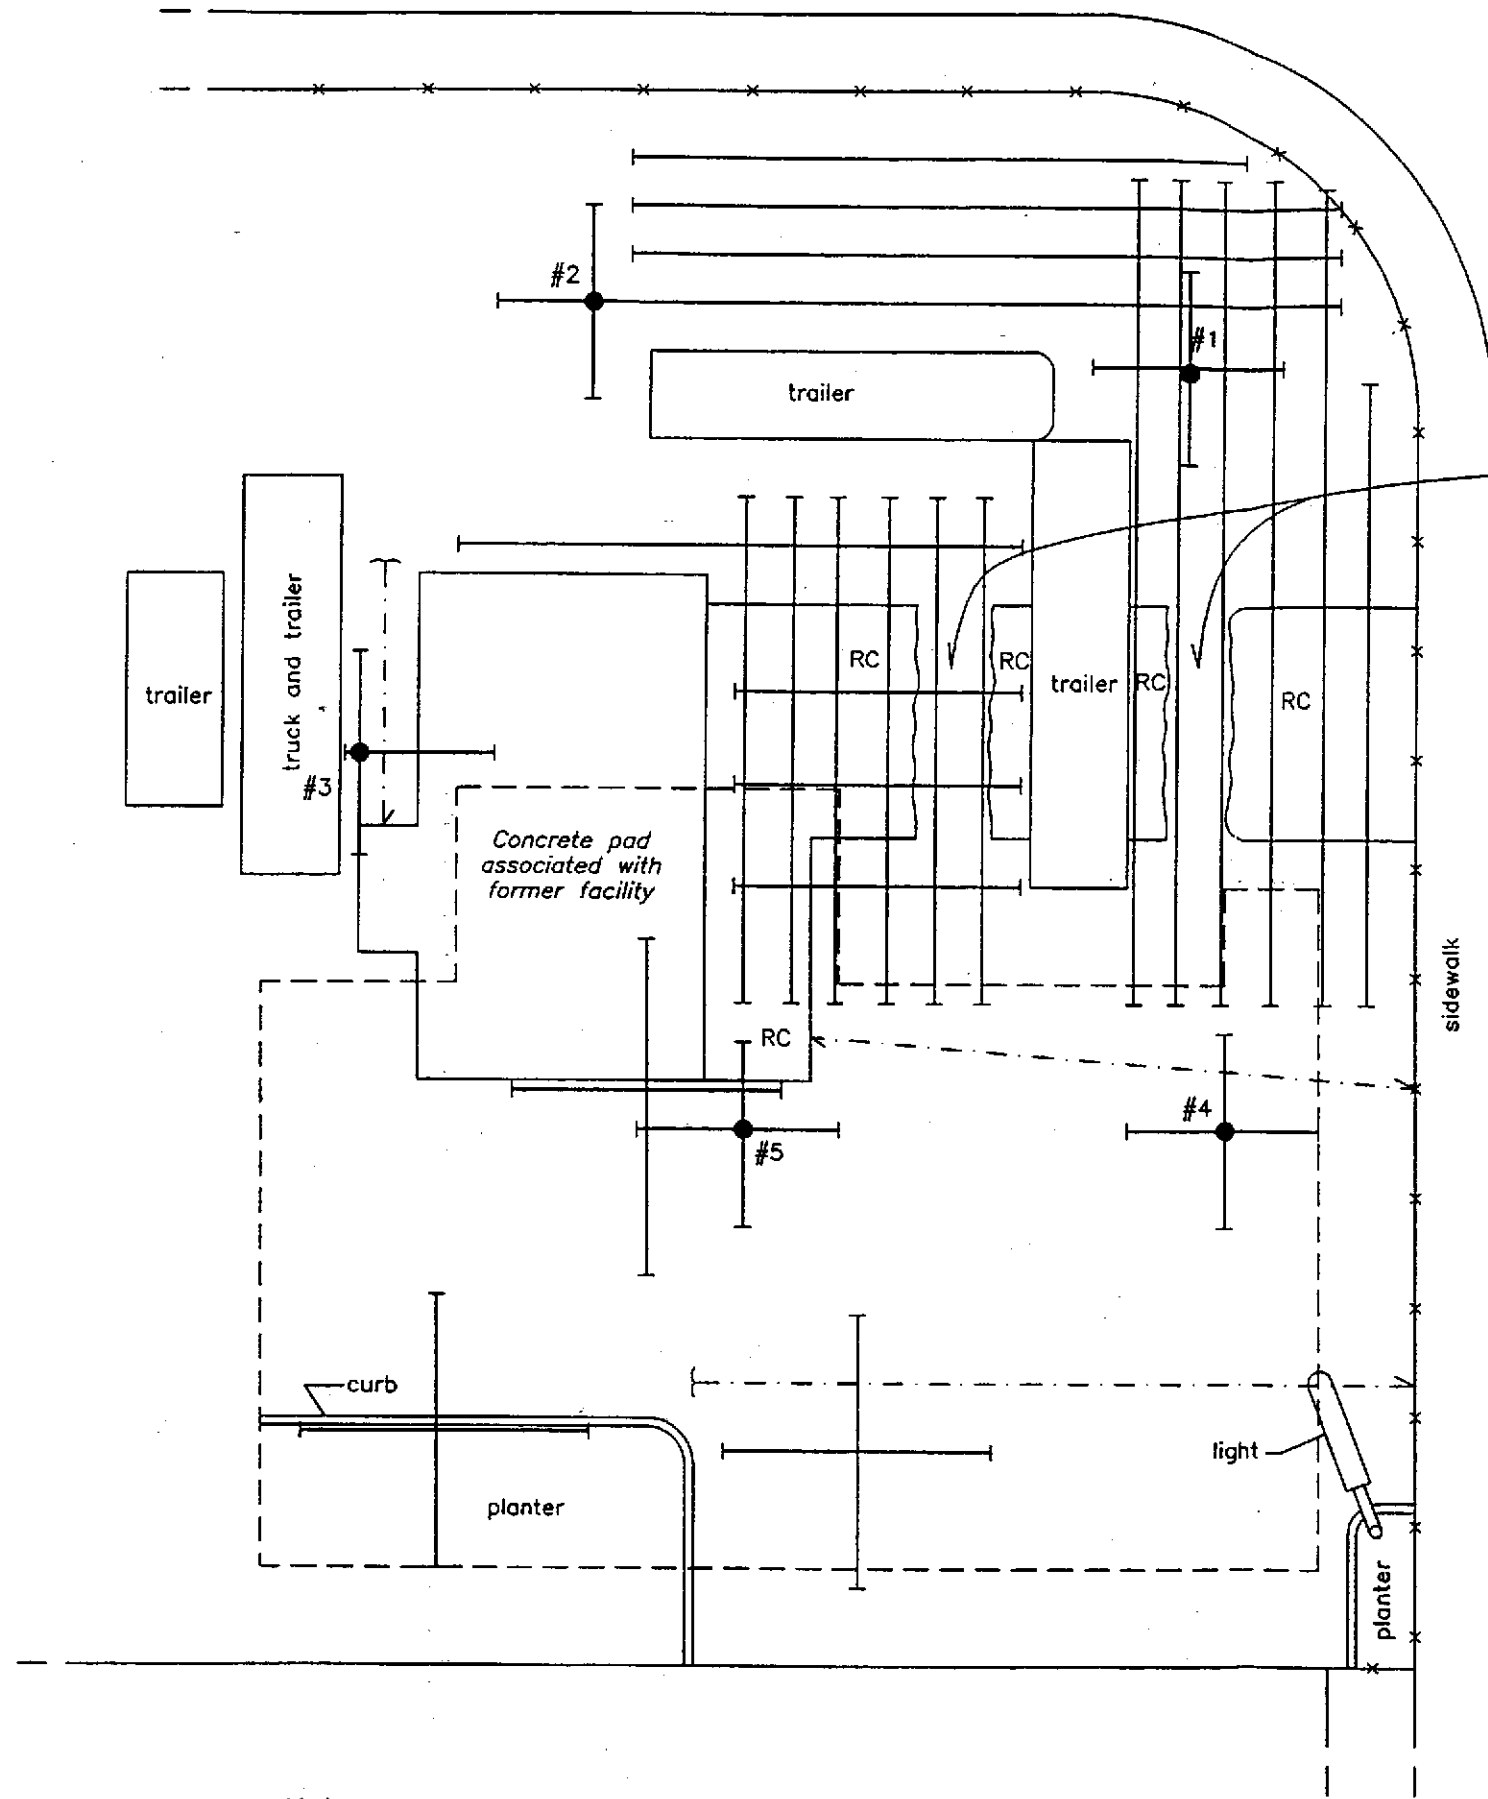 #2
#1
trailer
truck and trailer
trailer
RC
RC
trailer
RC
RC
#3
Concrete pad
associated with
former facility
sidewalk
RC
#4
#5
curb
light
planter
planter